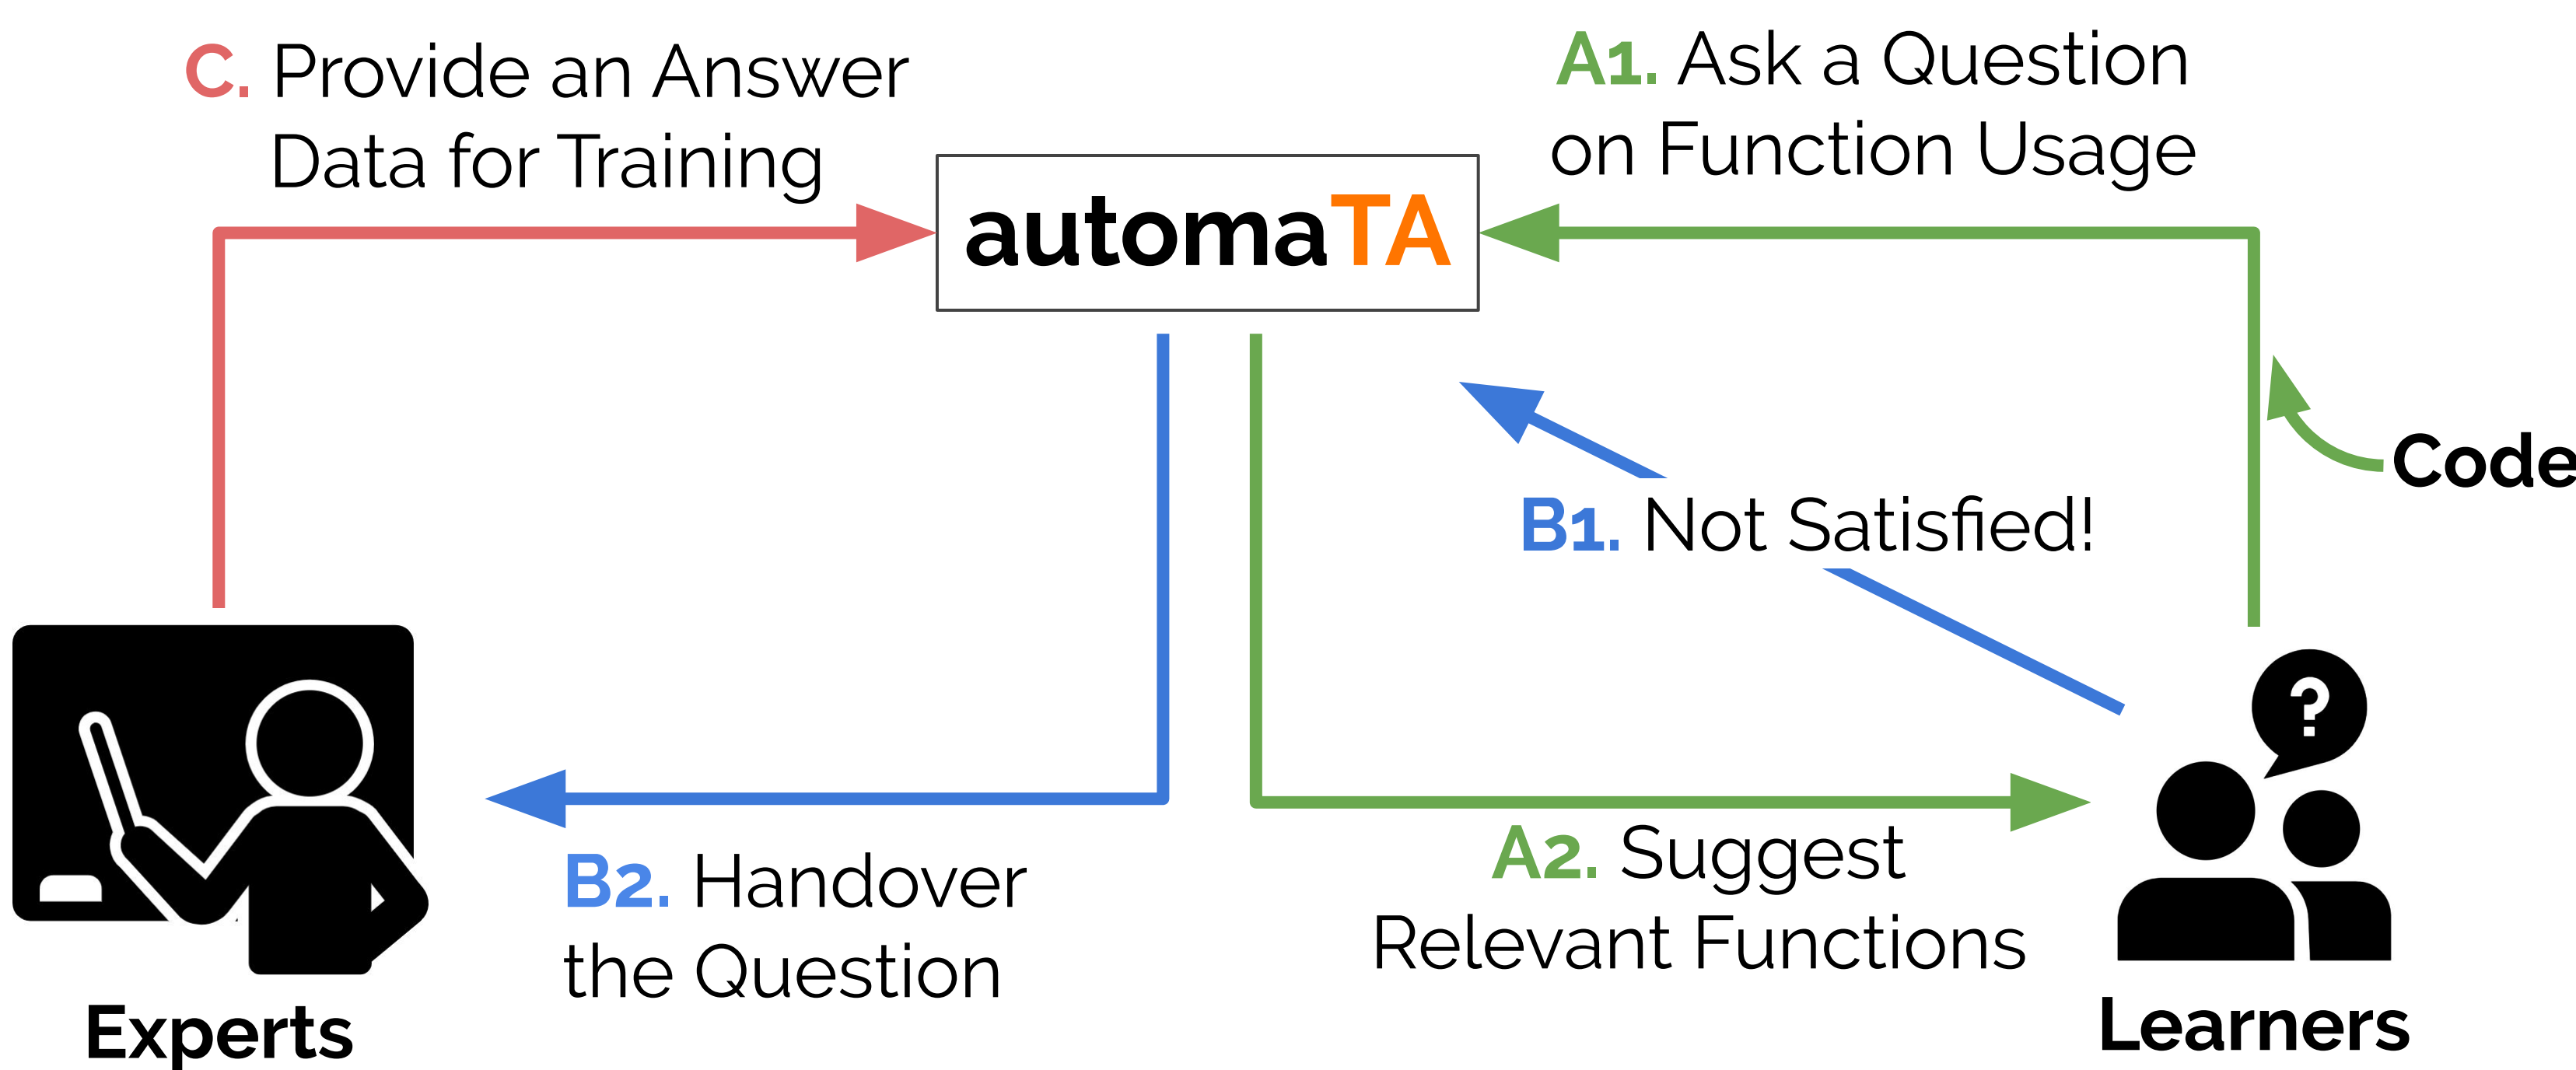 C. Provide an Answer
Data for Training
automaTA
A1. Ask a Question
on Function Usage
Code
B1. Not Satisfied!
?
B2. Handover
the Question
A2. Suggest
Relevant Functions
Experts
Learners